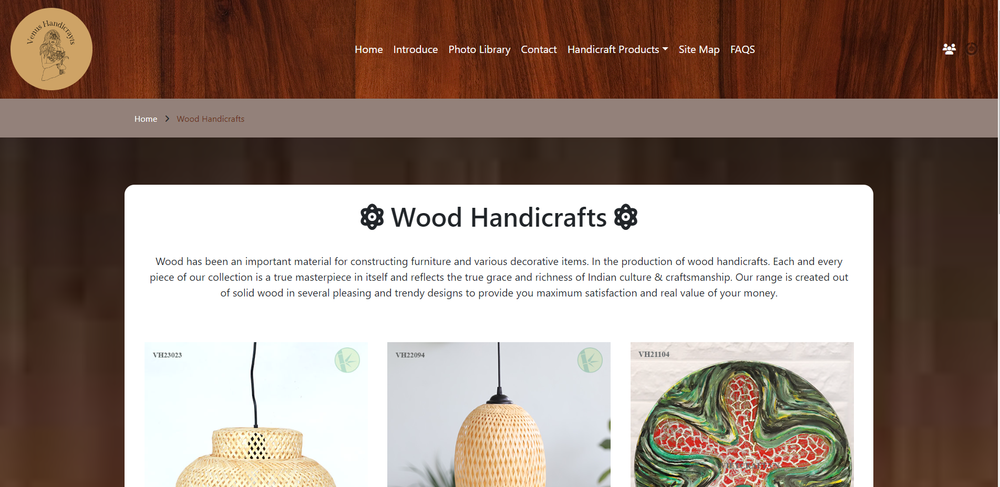 Venus Handicrayts
Home Introduce Photo Library Contact Handicraft Products Site Map FAQS
Home Wood Handicrafts
Wood Handicrafts
Wood has been an important material for constructing furniture and various decorative items. In the production of wood handicrafts. Each and every
piece of our collection is a true masterpiece in itself and reflects the true grace and richness of Indian culture & craftsmanship. Our range is created out
of solid wood in several pleasing and trendy designs to provide you maximum satisfaction and real value of your money.
VH23023
VH22094
VH21104